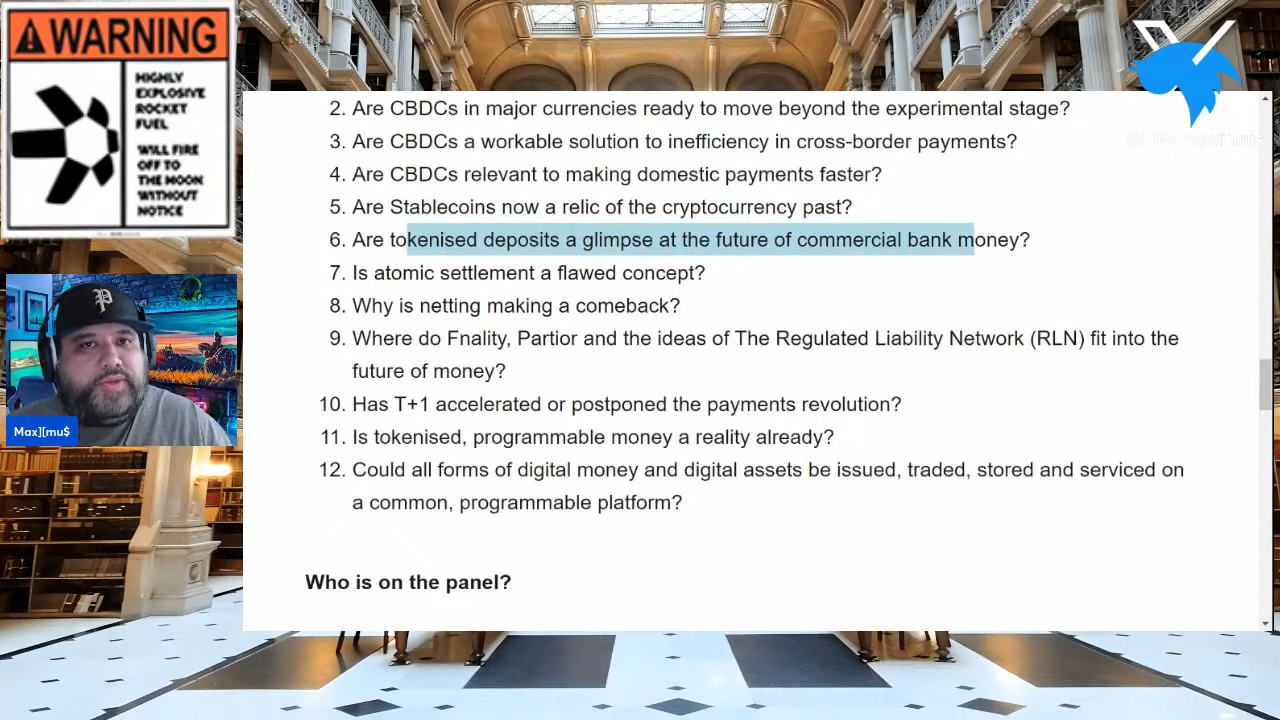 WARNING
HIGHLY
EXPLOSIVE
ROCKET
FUEL
WILL FIRE
OFF TO
THE MOON
WITHOUT
NOTICE
2. Are CBDCs in major currencies ready to move beyond the experimental stage?
3. Are CBDCs a workable solution to inefficiency in cross-border payments?
4. Are CBDCs relevant to making domestic payments faster?
5. Are Stablecoins now a relic of the cryptocurrency past?
6. Are tokenised deposits a glimpse at the future of commercial bank money?
7. Is atomic settlement a flawed concept?
8. Why is netting making a comeback?
9. Where do Fnality, Partior and the ideas of The Regulated Liability Network (RLN) fit into the
future of money?
10. Has T+1 accelerated or postponed the payments revolution?
11. Is tokenised, programmable money a reality already?
12. Could all forms of digital money and digital assets be issued, traded, stored and serviced on
a common, programmable platform?
Who is on the panel?
P
Max][mu$